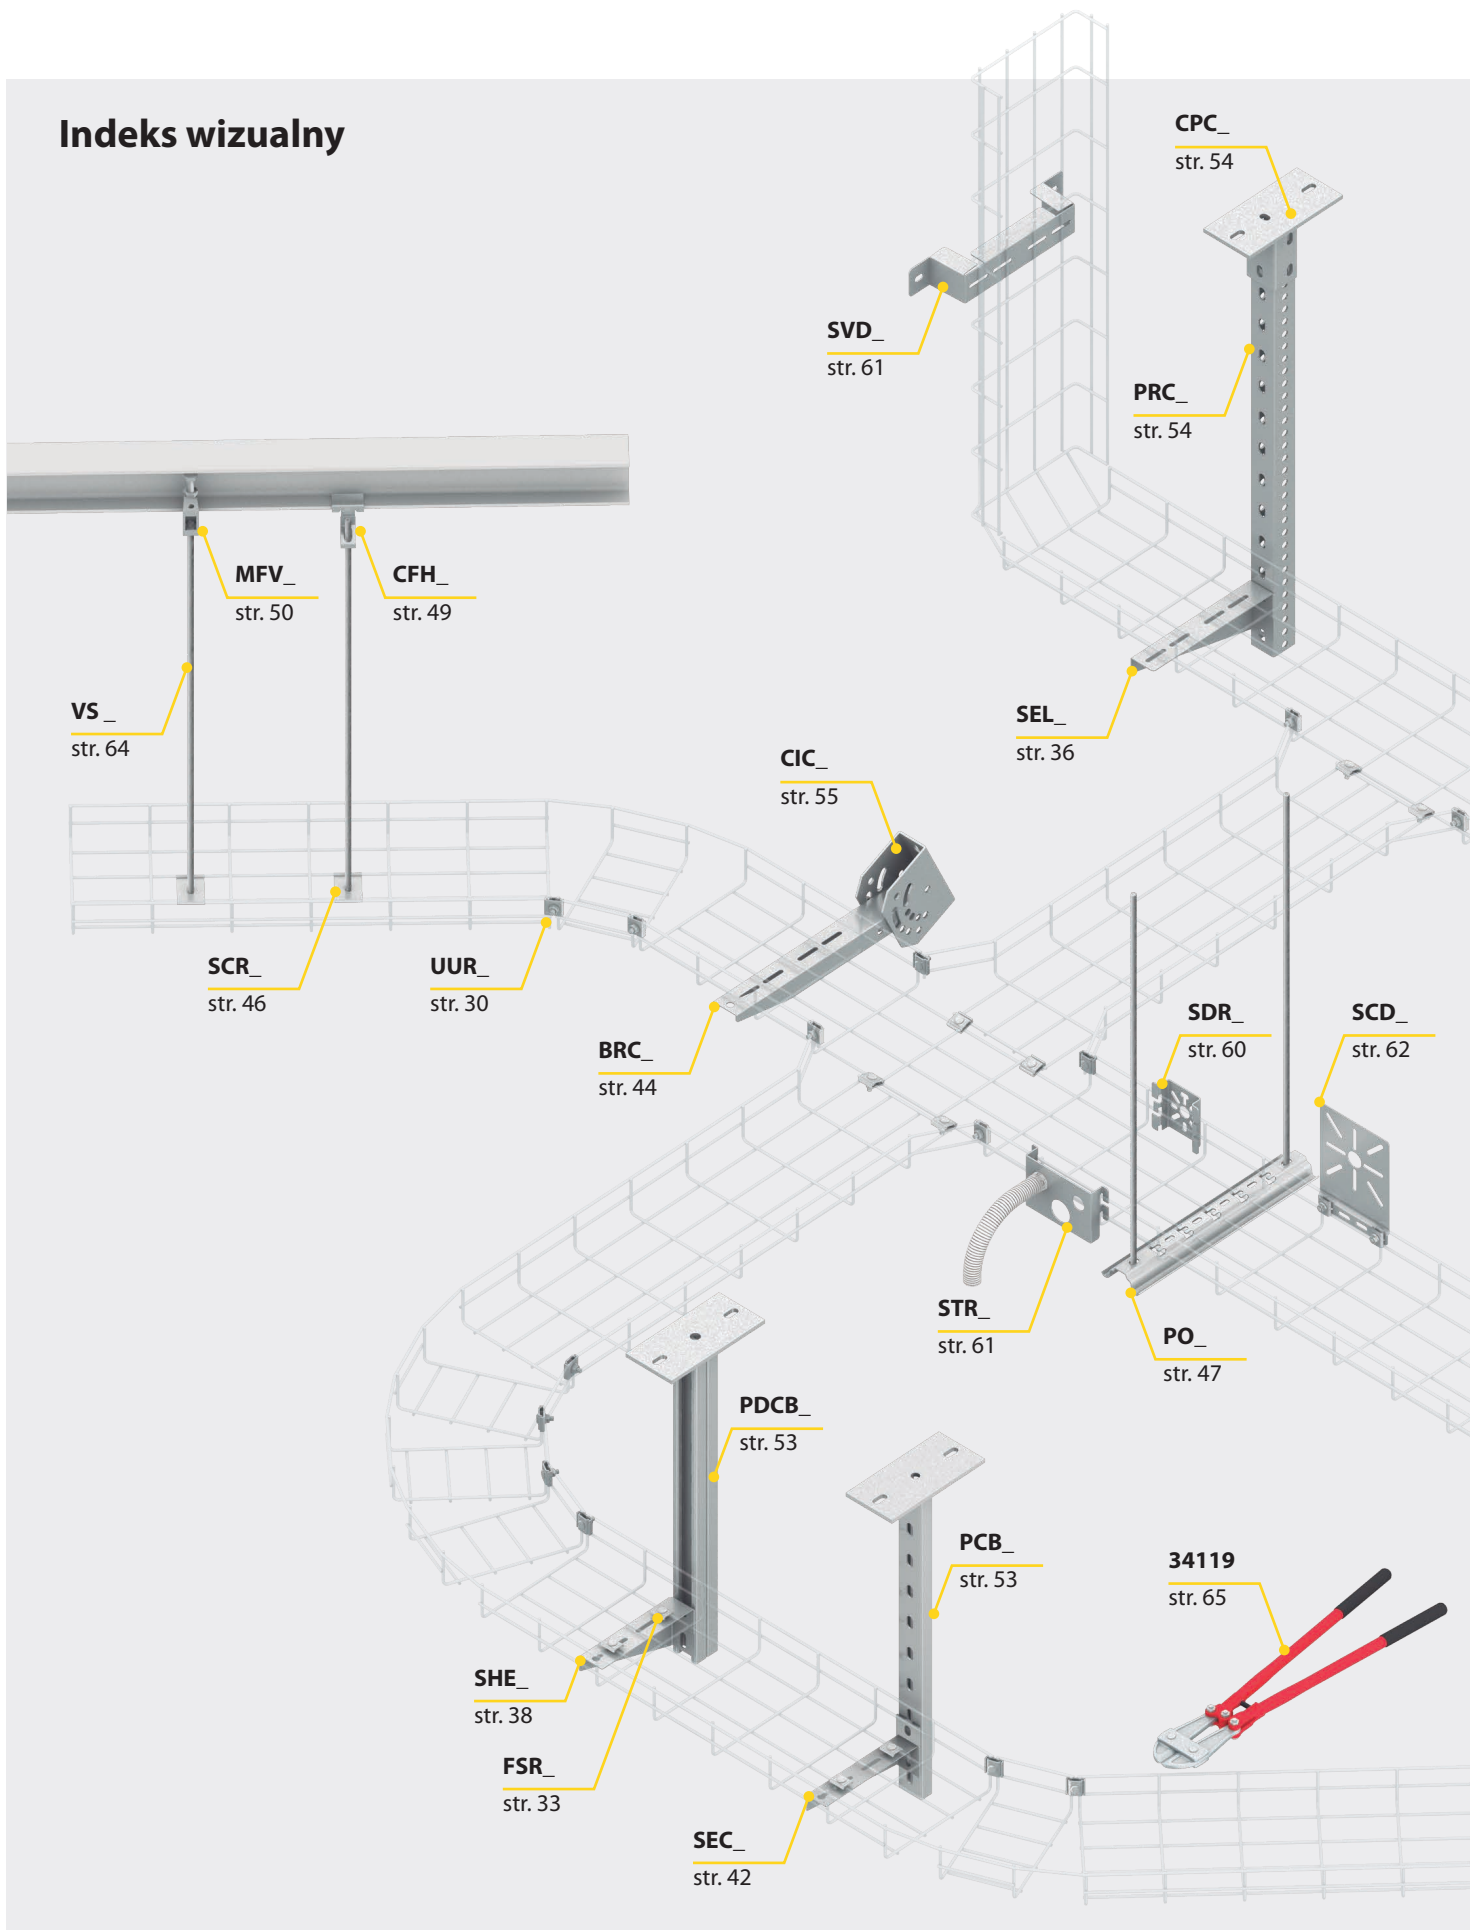 Indeks wizualny
CPC_
str. 54
SVD_
str. 61
PRC_
str. 54
MFV_
str. 50
CFH_
str. 49
VS _
str. 64
SEL_
str. 36
CIC_
str. 55
SCR_
str. 46
UUR_
str. 30
BRC_
str. 44
SDR_
str. 60
SCD_
str. 62
STR_
str. 61
PO_
str. 47
PDCB_
str. 53
PCB_
str. 53
34119
str. 65
SHE_
str. 38
FSR_
str. 33
SEC_
str. 42